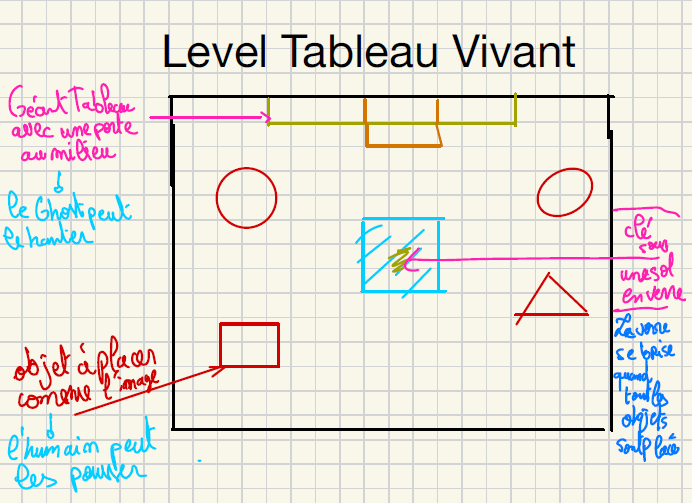 Level Tableau Vivant
Géant Tableau
avec une porte
au milieu
le Ghost peut
le hanter
clé
sous
une sol
en verre
Le verre
se brise
quand
tout les
objets
sont placé
objet à placer
comme l'image
l'humain peut
les pousser